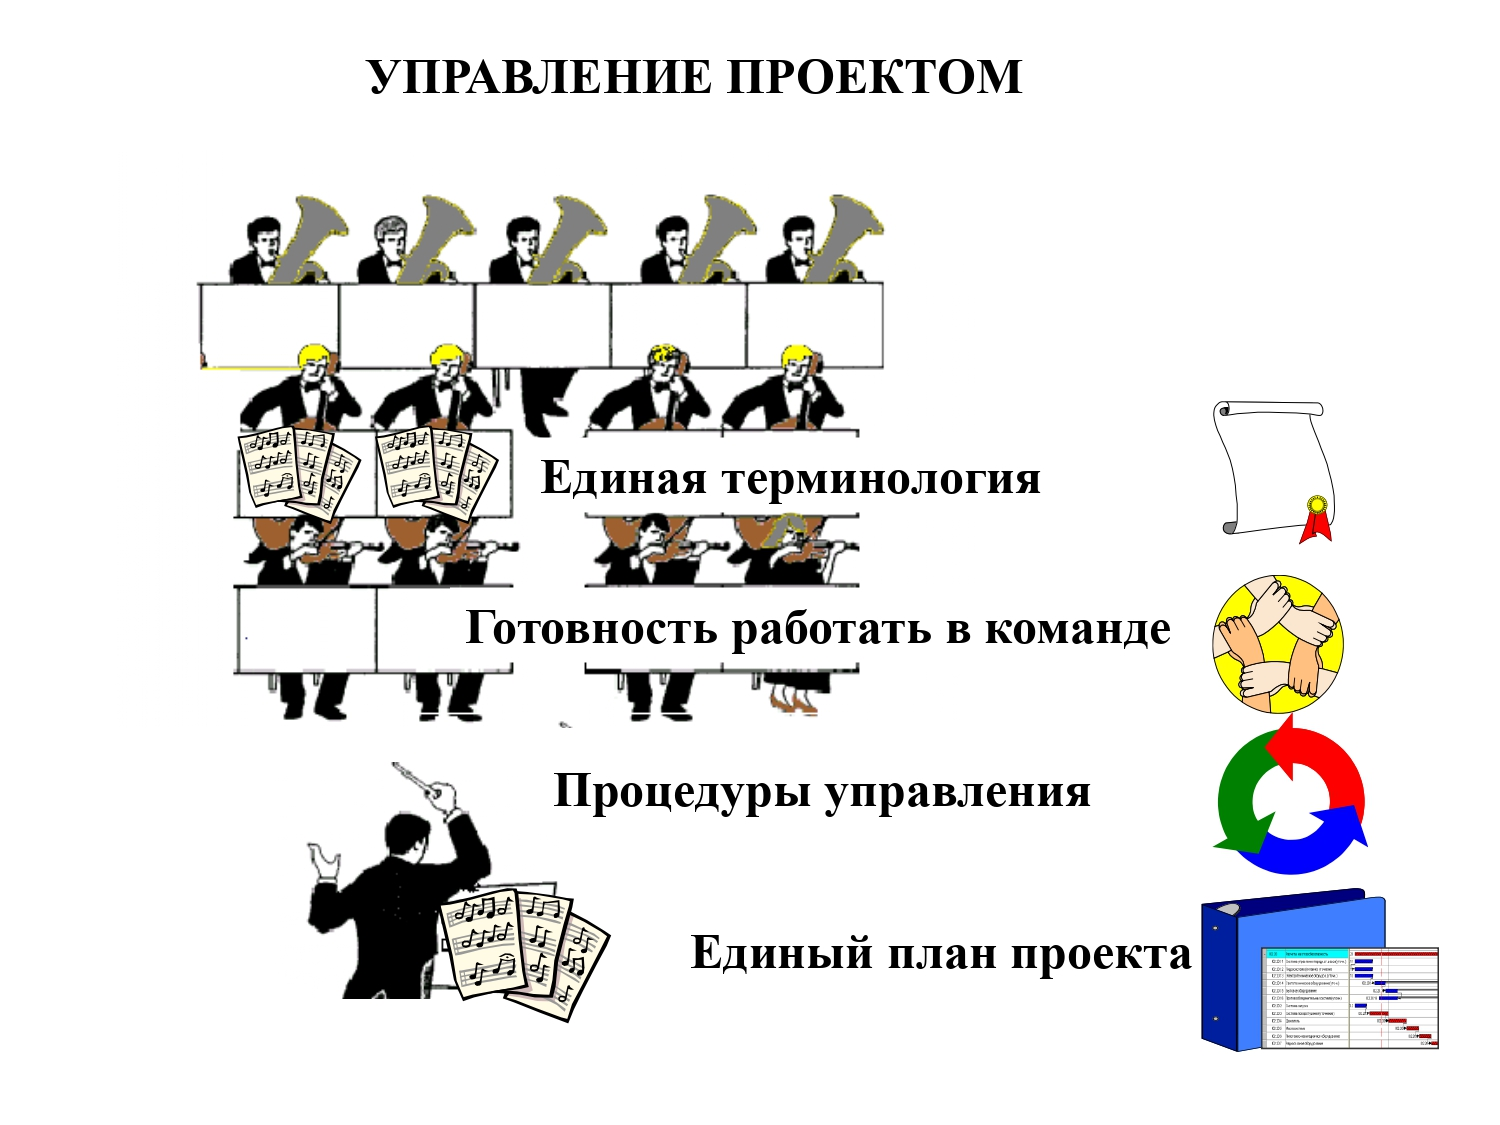 УПРАВЛЕНИЕ ПРОЕКТОМ
Единая терминология
Готовность работать в команде
Процедуры управления
Единый план проекта